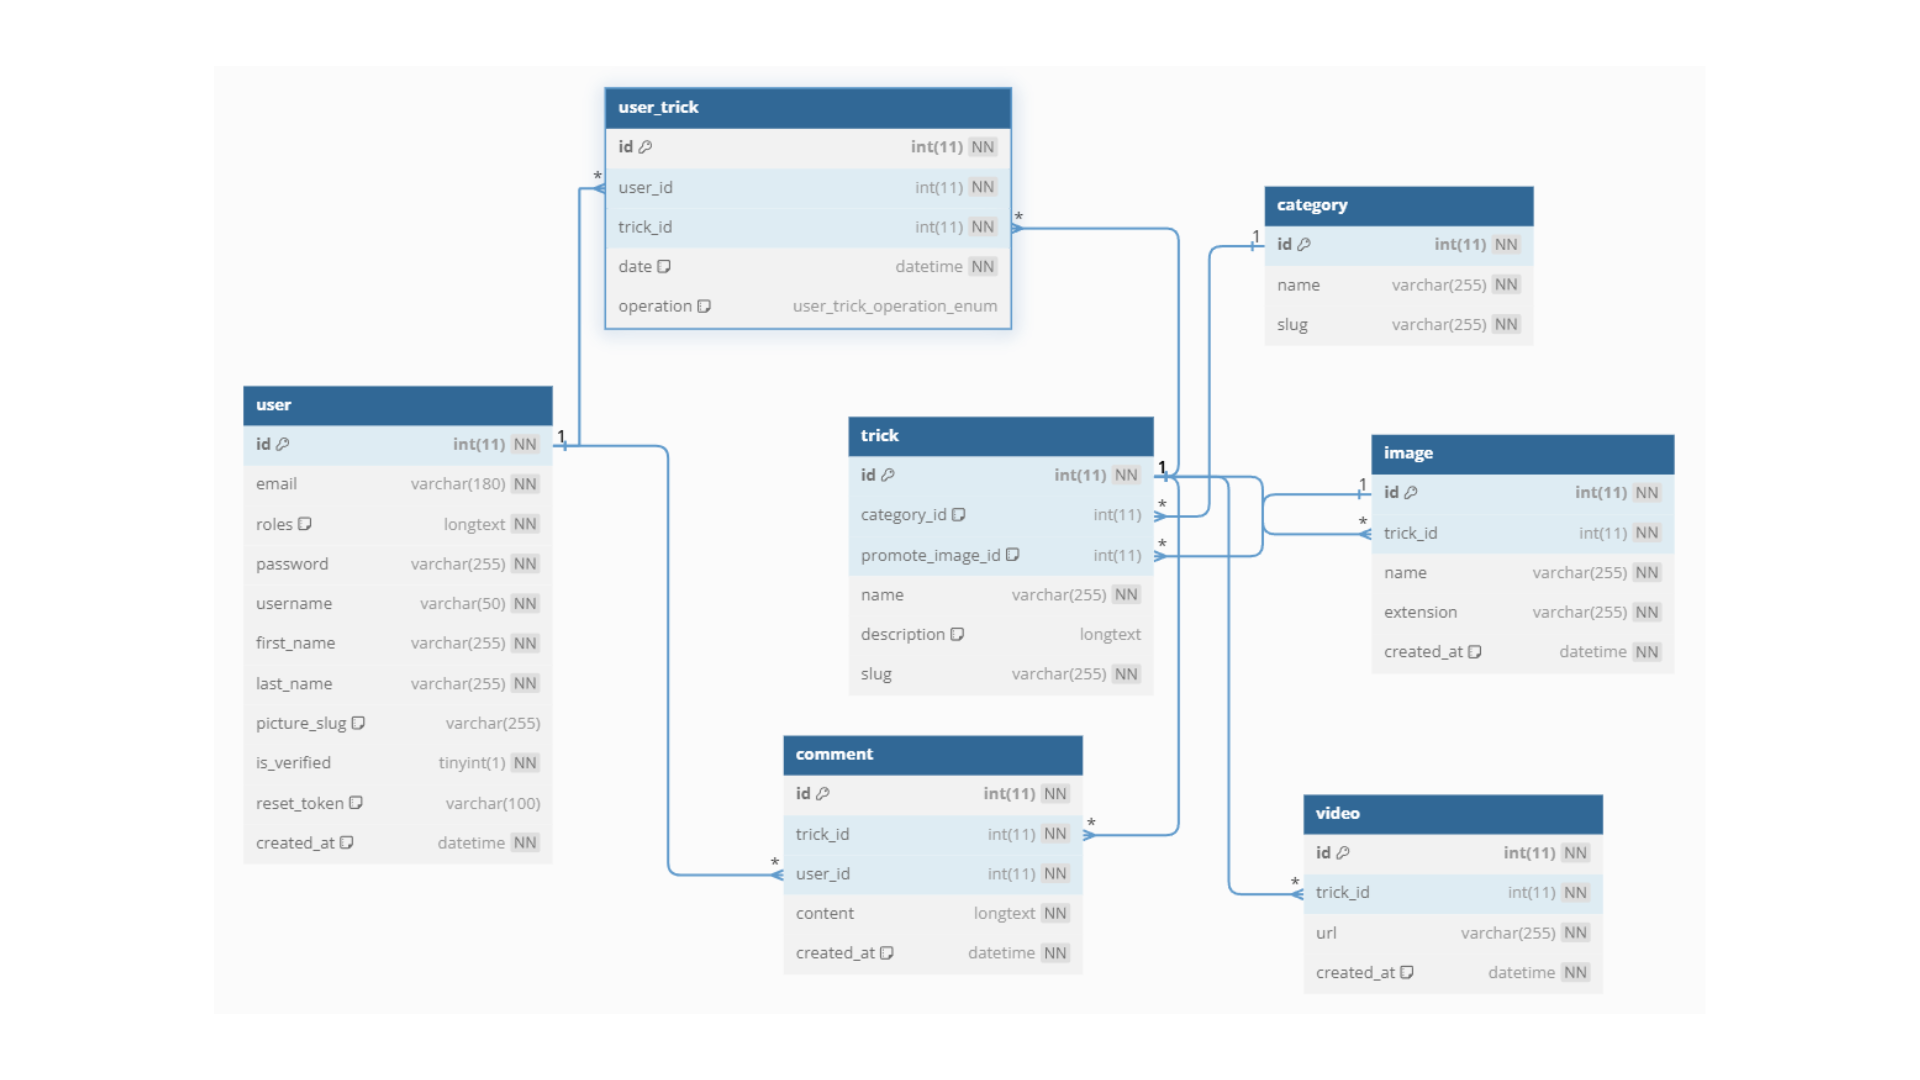 user_trick
id int(11) NN
* user_id int(11) NN
trick_id int(11) NN *
date datetime NN
operation user_trick_operation_enum
category
1 id int(11) NN
name varchar(255) NN
slug varchar(255) NN
user
id int(11) NN 1
email varchar(180) NN
roles longtext NN
password varchar(255) NN
username varchar(50) NN
first_name varchar(255) NN
last_name varchar(255) NN
picture_slug varchar(255)
is_verified tinyint(1) NN
reset_token varchar(100)
created_at datetime NN
trick
id int(11) NN 1
category_id int(11) *
promote_image_id int(11) *
name varchar(255) NN
description longtext
slug varchar(255) NN
image
1 id int(11) NN
* trick_id int(11) NN
name varchar(255) NN
extension varchar(255) NN
created_at datetime NN
comment
id int(11) NN
trick_id int(11) NN *
* user_id int(11) NN
content longtext NN
created_at datetime NN
video
id int(11) NN
* trick_id int(11) NN
url varchar(255) NN
created_at datetime NN